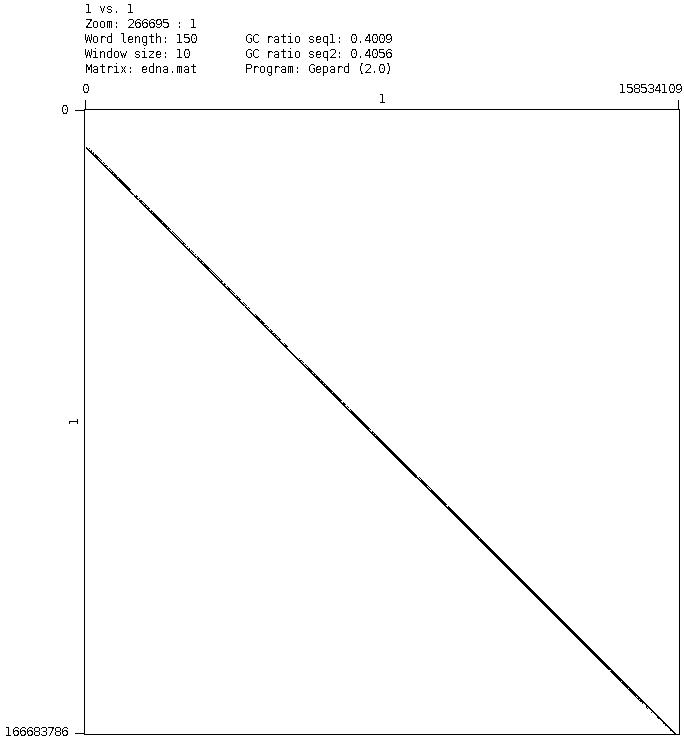 1 vs. 1
Zoom: 266695 : 1
Word length: 150 GC ratio seq1: 0.4009
Window size: 10 GC ratio seq2: 0.4056
Matrix: edna.mat Program: Gepard (2.0)
0 1 158534109
0
1
166683786